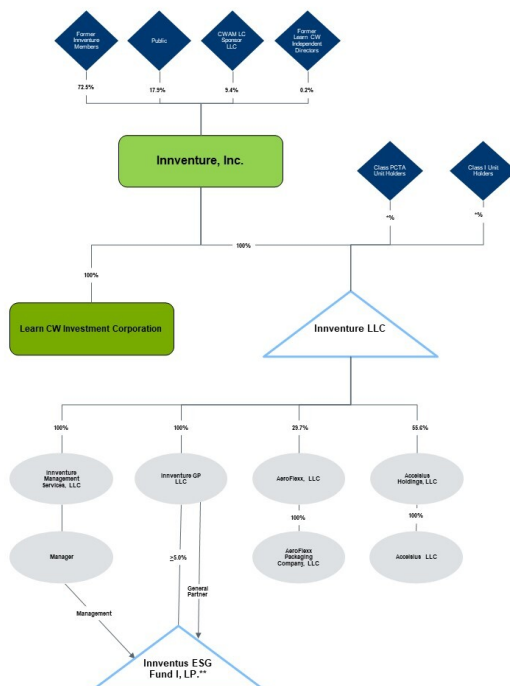 Former
Innventure
Members
Public
CWAM LC
Sponsor
LLC
Former
Learn CW
Independent
Directors
72.5%
17.9%
9.4%
0.2%
Innventure, Inc.
Class PCTA
Unit Holders
Class I Unit
Holders
*%
*%
100%
100%
Learn CW Investment Corporation
Innventure LLC
100%
100%
29.7%
55.6%
Innventure
Management
Services, LLC
Innventure GP
LLC
AeroFlexx, LLC
Accelsius
Holdings, LLC
100%
100%
Manager
≥5.0%
AeroFlexx
Packaging
Company, LLC
Accelsius LLC
General
Partner
Management
Innventus ESG
Fund I, LP.**